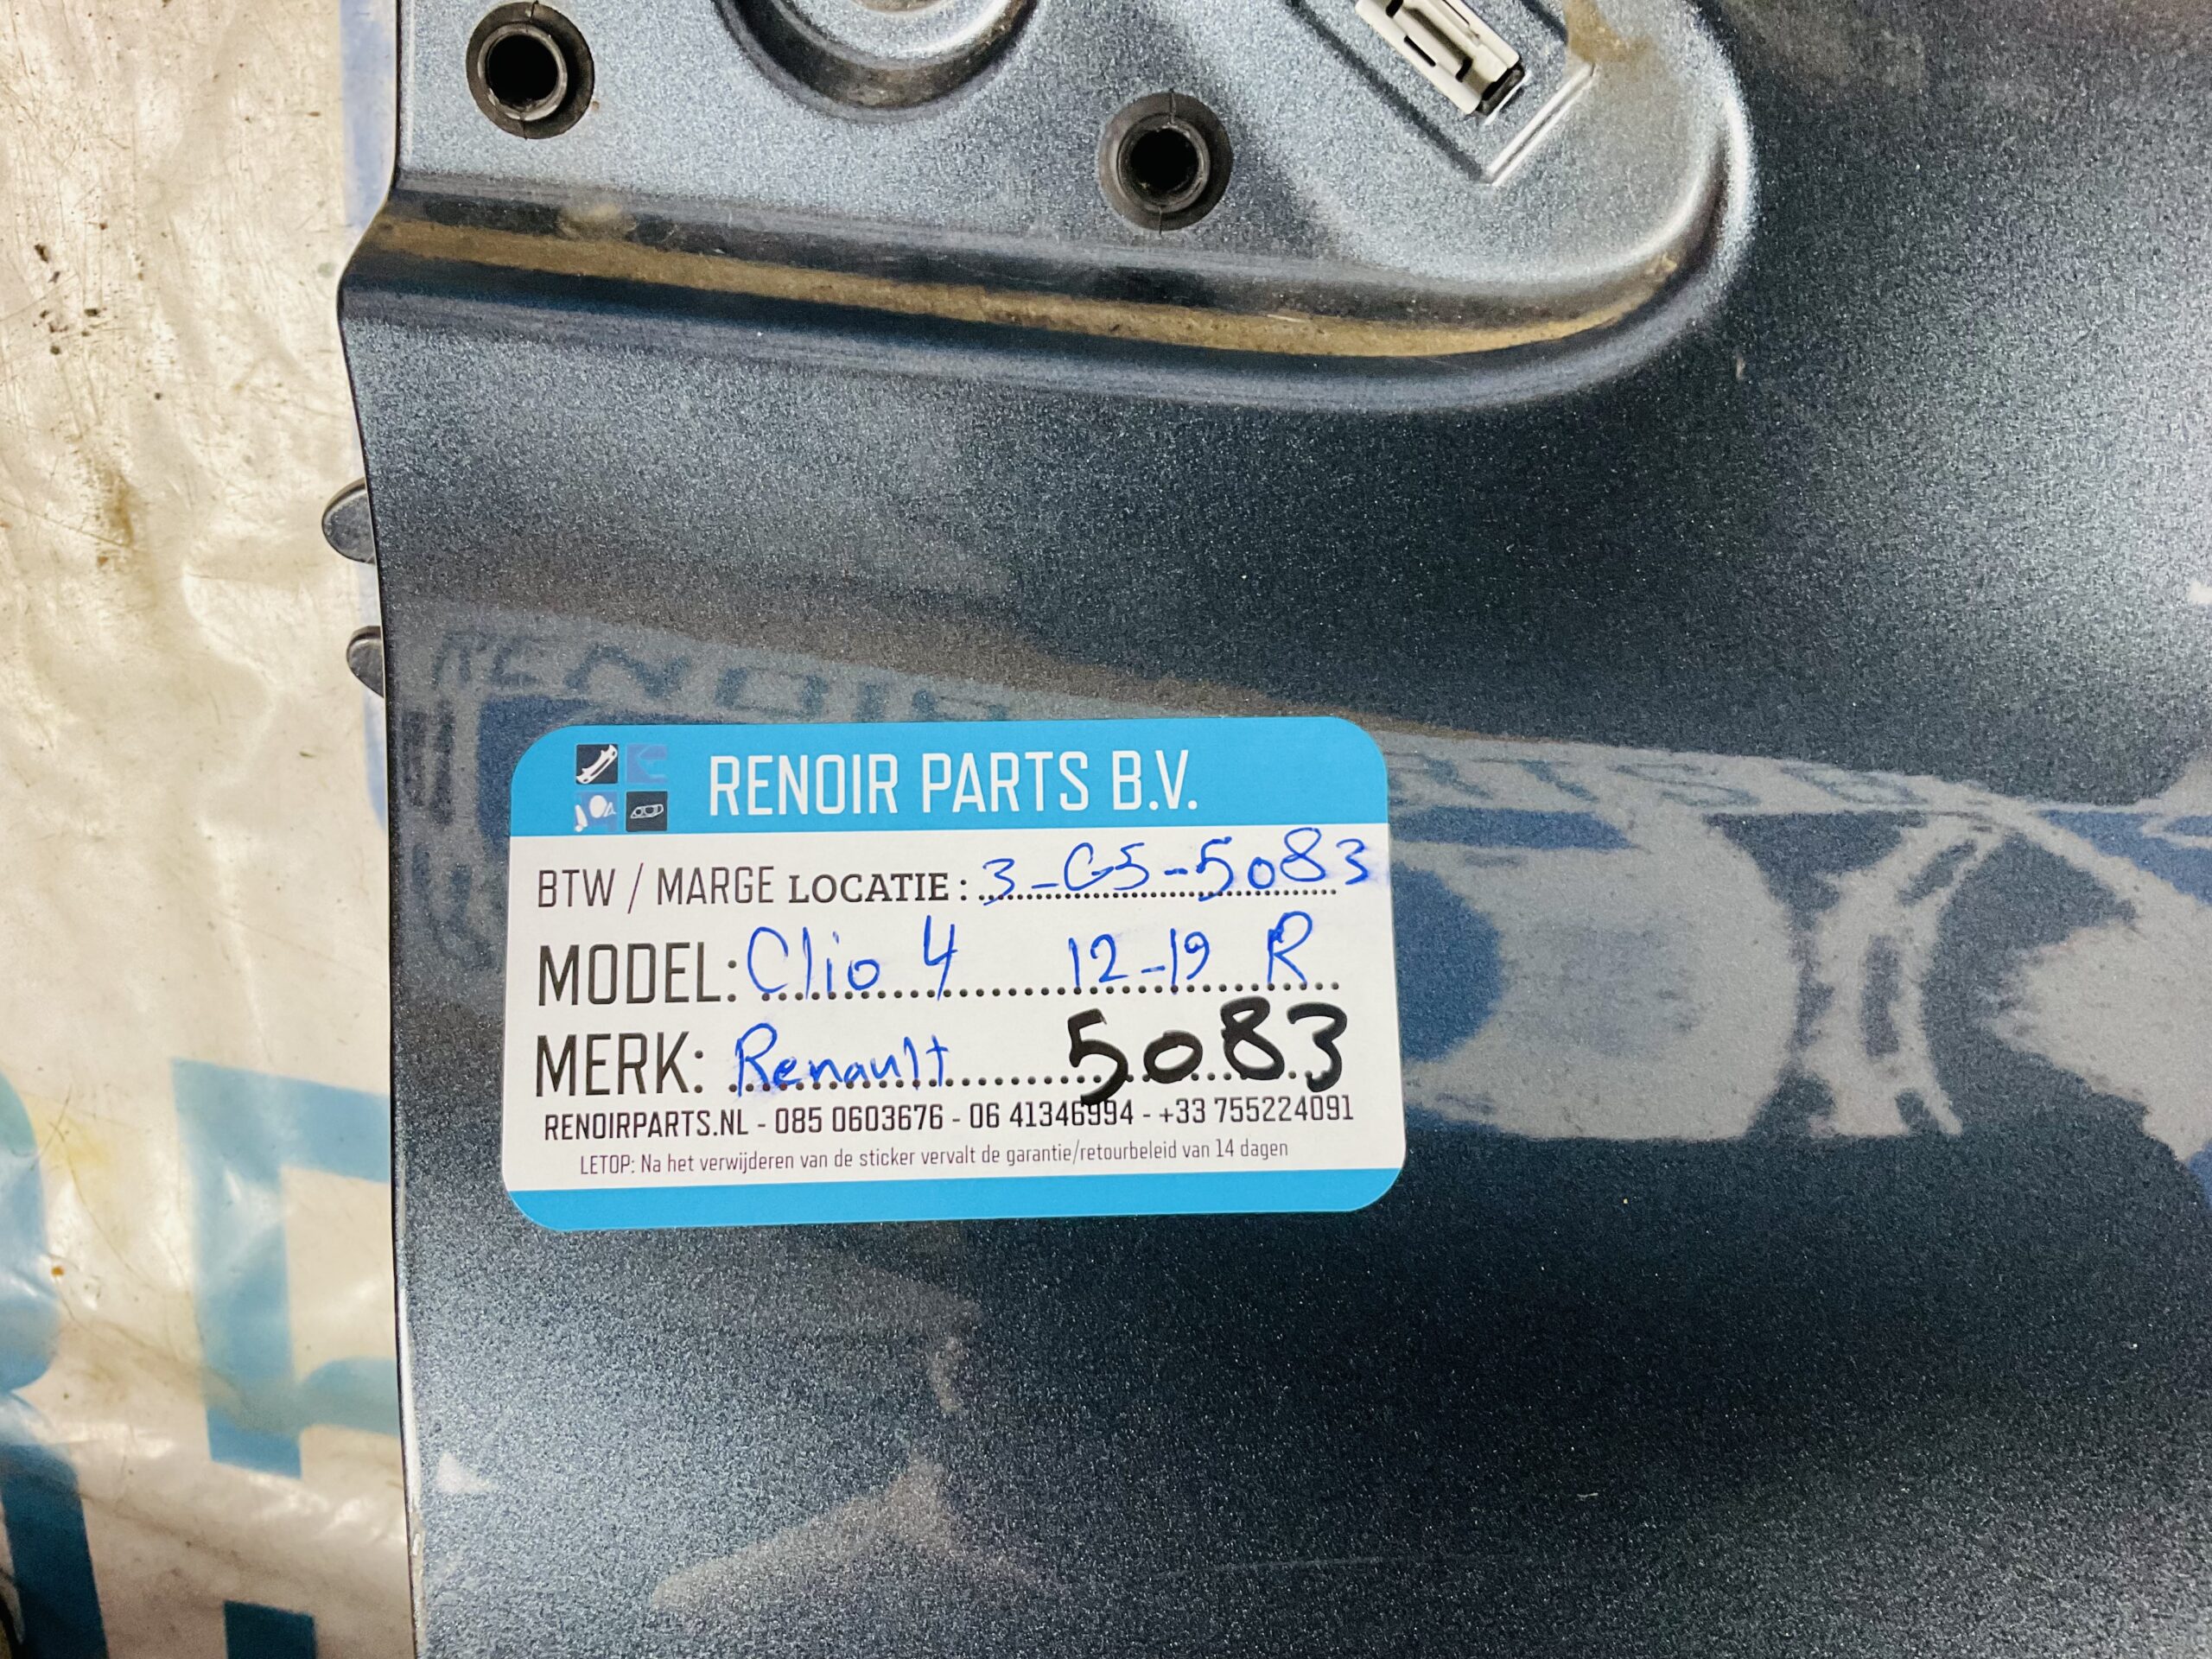 RENOIR PARTS B.V.
BTW / MARGE LOCATIE : 3-G5-5083
MODEL: Clio 4 12-19 R
MERK: Renault 5083
RENOIRPARTS.NL - 085 0603676 - 06 41346994 - +33 755224091
LETOP: Na het verwijderen van de sticker vervalt de garantie/retourbeleid van 14 dagen